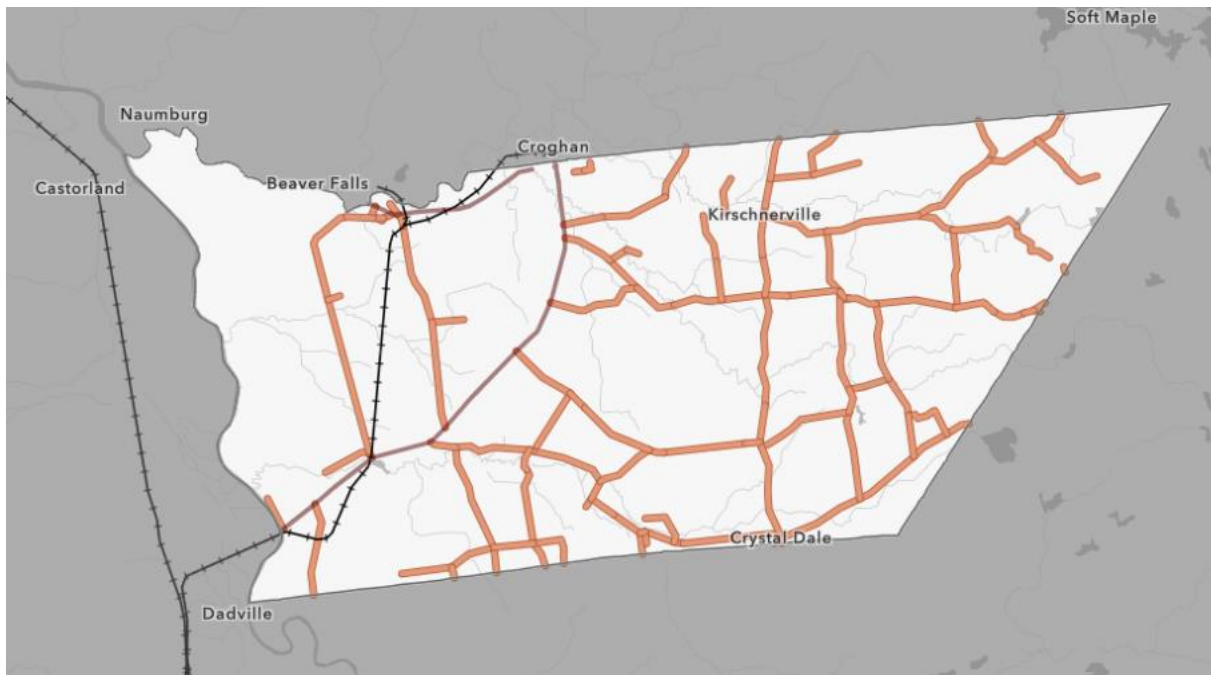 Soft Maple
Naumburg
Croghan
Castorland
Beaver Falls
Kirschnerville
Crystal Dale
Dadville